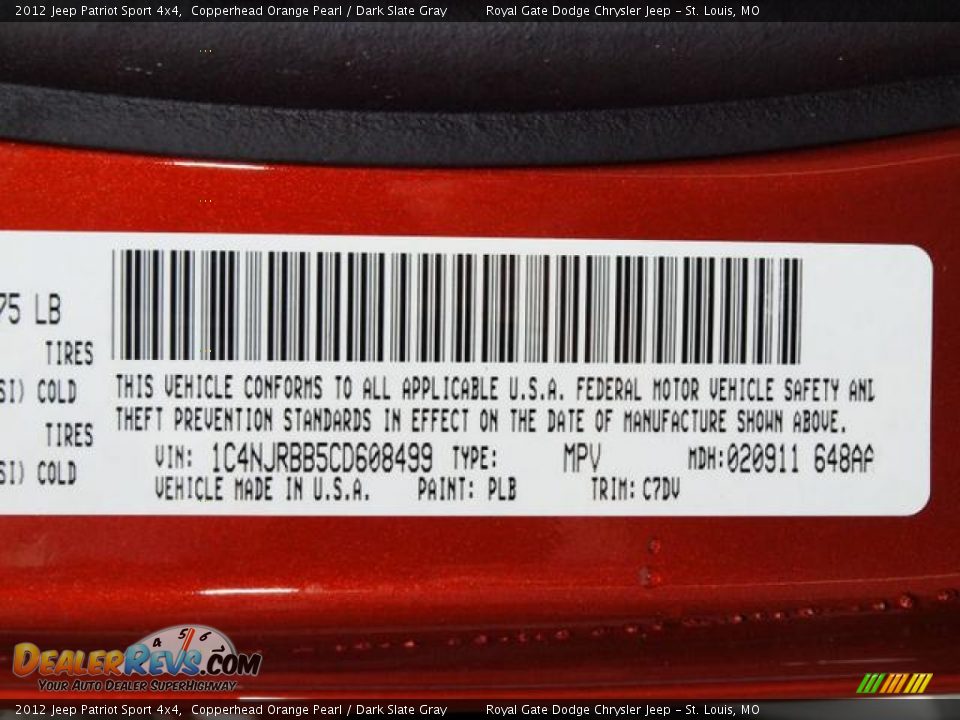 2012 Jeep Patriot Sport 4x4, Copperhead Orange Pearl / Dark Slate Gray Royal Gate Dodge Chrysler Jeep - St. Louis, MO
75 LB
TIRES
SI) COLD
TIRES
SI) COLD
THIS VEHICLE CONFORMS TO ALL APPLICABLE U.S.A. FEDERAL MOTOR VEHICLE SAFETY AND
THEFT PREVENTION STANDARDS IN EFFECT ON THE DATE OF MANUFACTURE SHOWN ABOVE.
VIN: 1C4NJRBB5CD608499 TYPE: MPV MDH:020911 648AA
VEHICLE MADE IN U.S.A. PAINT: PLB TRIM: C7DV
4 5 6
DEALERREVS.COM
YOUR AUTO DEALER SUPERHIGHWAY
2012 Jeep Patriot Sport 4x4, Copperhead Orange Pearl / Dark Slate Gray Royal Gate Dodge Chrysler Jeep - St. Louis, MO